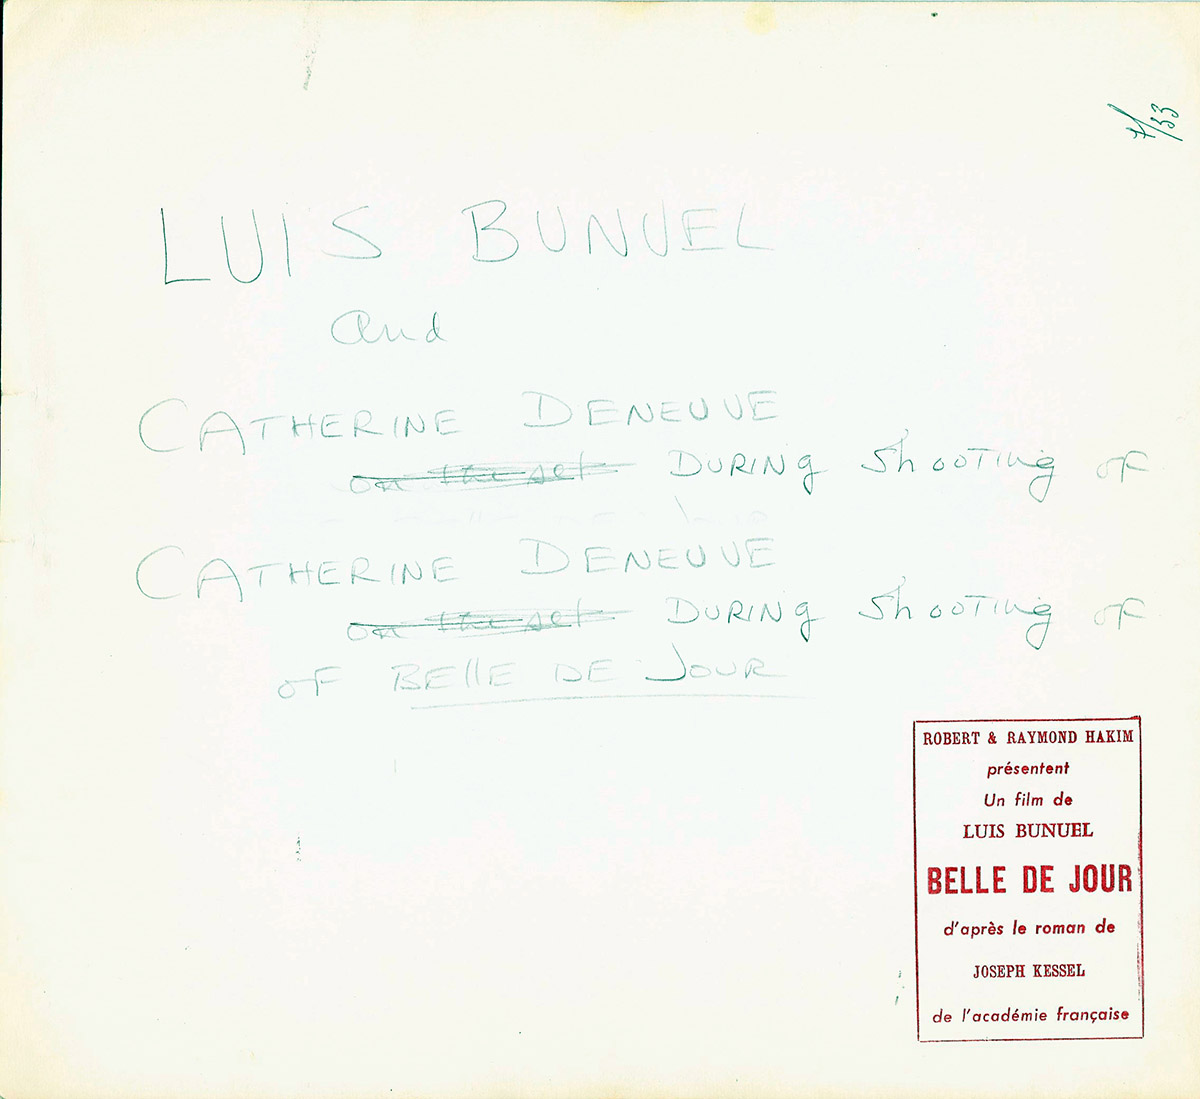 7/33
LUIS BUNUEL
and
CATHERINE DENEUVE
on the set DURING Shooting OF
CATHERINE DENEUVE
on the set DURING Shooting OF
OF BELLE DE JOUR
ROBERT & RAYMOND HAKIM
présentent
Un film de
LUIS BUNUEL
BELLE DE JOUR
d'après le roman de
JOSEPH KESSEL
de l'académie française